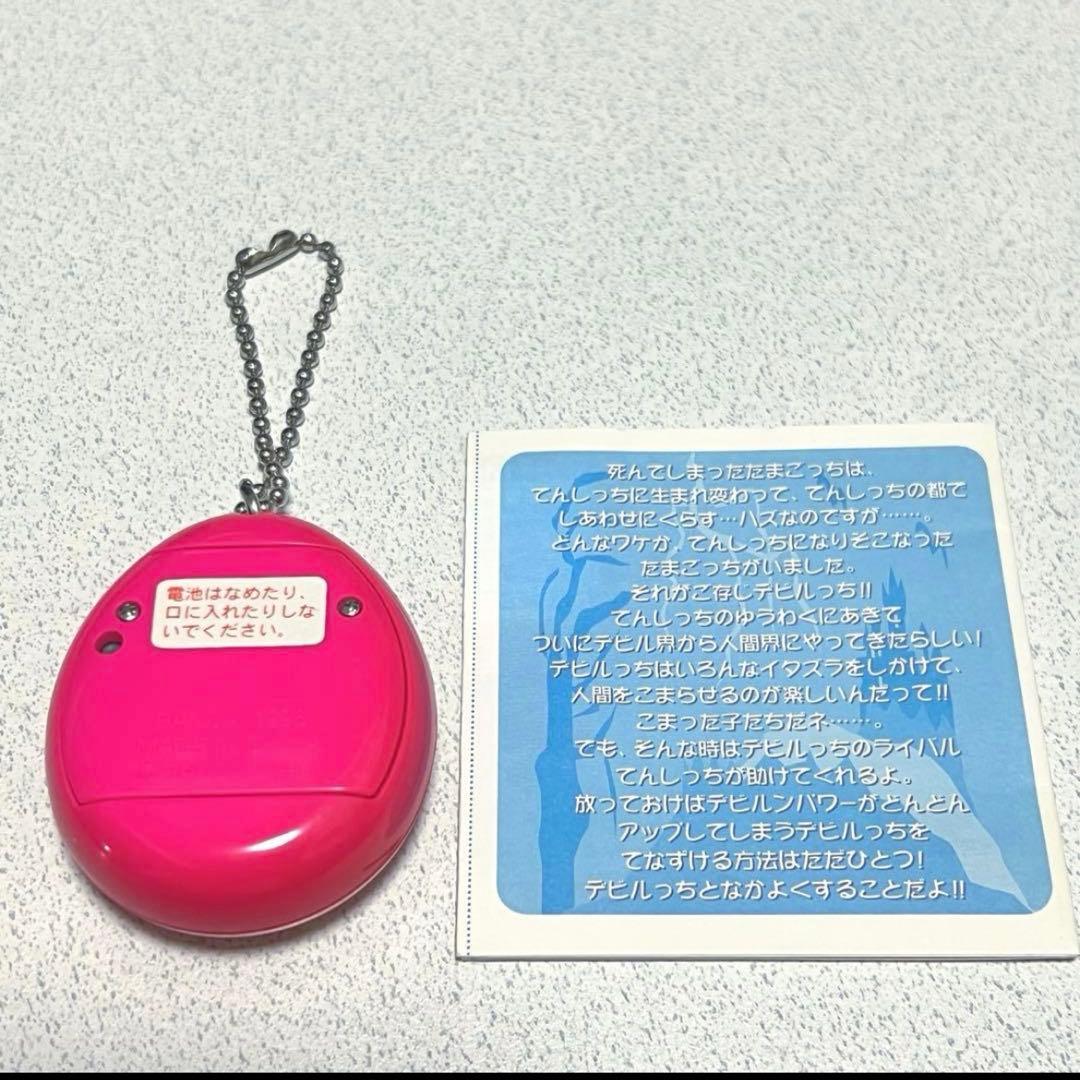 電池はなめたり、
口に入れたりしな
いでください。
死んでしまったたまごっちは、
てんしっちに生まれ変わって、てんしっちの都で
しあわせにくらす…ハズなのですが……。
どんなワケか、てんしっちになりそこなった
たまごっちがいました。
それがご存じデビルっち!!
てんしっちのゆうわくにあきて
ついにデビル界から人間界にやってきたらしい!
デビルっちはいろんなイタズラをしかけて、
人間をこまらせるのが楽しいんだって!!
こまった子たちだネ……。
でも、そんな時はデビルっちのライバル
てんしっちが助けてくれるよ。
放っておけばデビルンパワーがどんどん
アップしてしまうデビルっちを
てなずける方法はただひとつ!
デビルっちとなかよくすることだよ!!